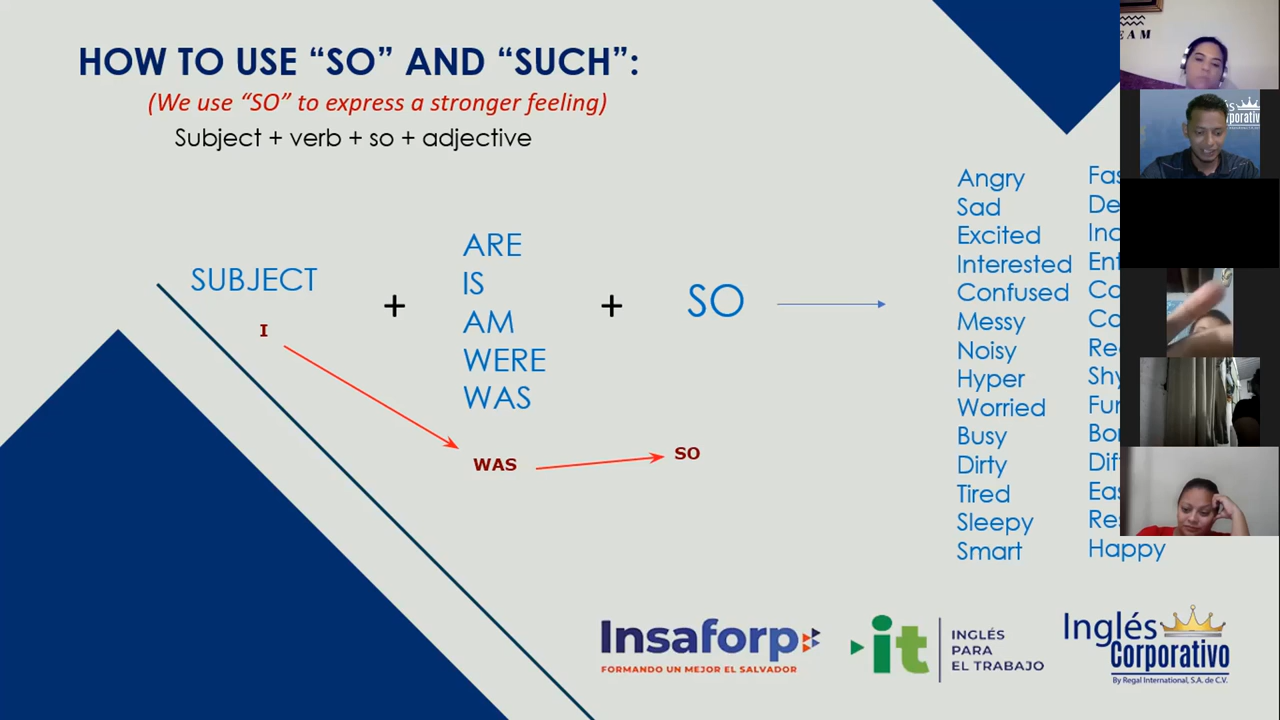 HOW TO USE “SO” AND “SUCH”:
(We use “SO” to express a stronger feeling)
Subject + verb + so + adjective
SUBJECT
I
+
ARE
IS
AM
WERE
WAS
+
SO
WAS
SO
Angry
Sad
Excited
Interested
Confused
Messy
Noisy
Hyper
Worried
Busy
Dirty
Tired
Sleepy
Smart
Happy
Insaforp
FORMANDO UN MEJOR EL SALVADOR
it
INGLÉS
PARA
EL TRABAJO
Inglés
Corporativo
By Regal International, S.A. de C.V.